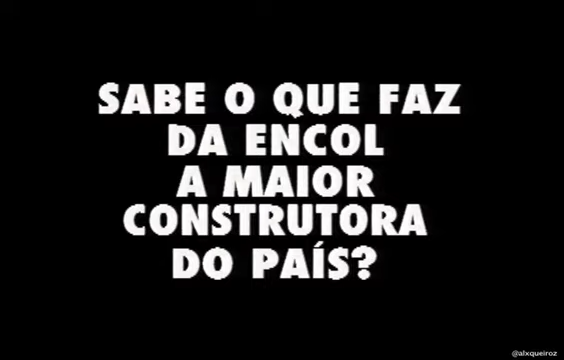 SABE O QUE FAZ
DA ENCOL
A MAIOR
CONSTRUTORA
DO PAÍS?
@alxqueiroz